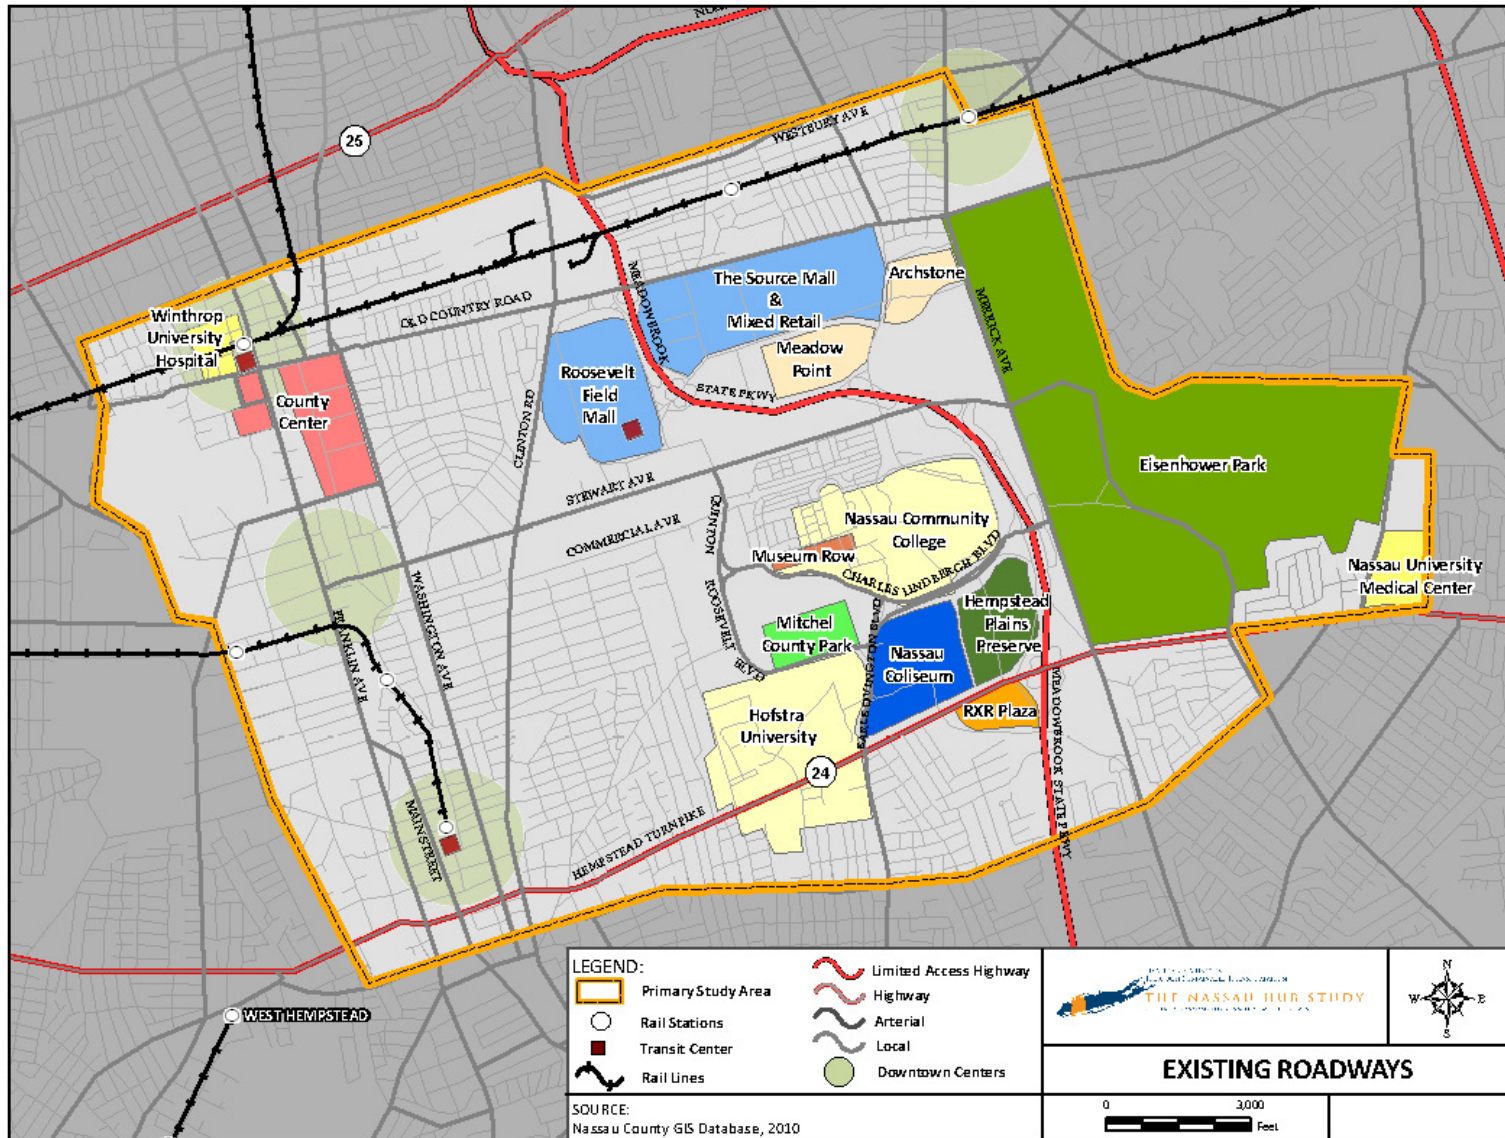 25
WESTBURY AVE
MEADOWBROOK
STATE PKWY
OLD COUNTRY ROAD
The Source Mall
&
Mixed Retail
Archstone
MERRICK AVE
Winthrop
University
Hospital
Meadow
Point
County
Center
Roosevelt
Field
Mall
CLINTON RD
Eisenhower Park
STEWART AVE
COMMERCIAL AVE
QUENTIN
ROOSEVELT
BLVD
Nassau Community
College
Museum Row
CHARLES LINDBERGH BLVD
Nassau University
Medical Center
WASHINGTON AVE
FRANKLIN AVE
Mitchel
County Park
EARLE OVINGTON BLVD
Hempstead
Plains
Preserve
Nassau
Coliseum
RXR Plaza
Hofstra
University
MEADOWBROOK STATE PKWY
24
MAIN STREET
HEMPSTEAD TURNPIKE
WEST HEMPSTEAD
LEGEND:
Primary Study Area
Rail Stations
Transit Center
Rail Lines
Limited Access Highway
Highway
Arterial
Local
Downtown Centers
SOURCE:
Nassau County GIS Database, 2010
THE NASSAU HUB STUDY
N
W E
S
EXISTING ROADWAYS
0 3,000
Feet